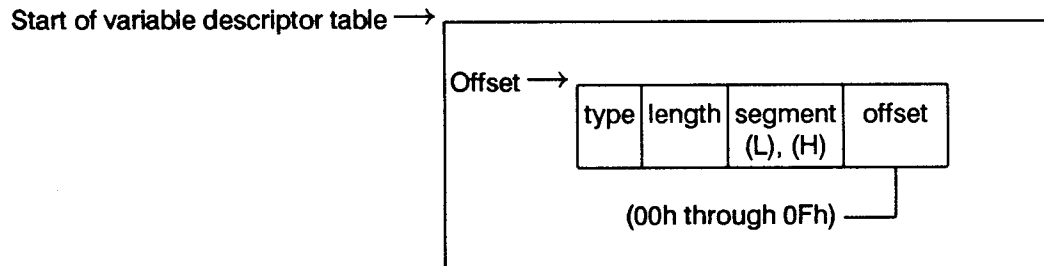 Start of variable descriptor table →
Offset →
type length segment offset
(L), (H)
(00h through 0Fh)